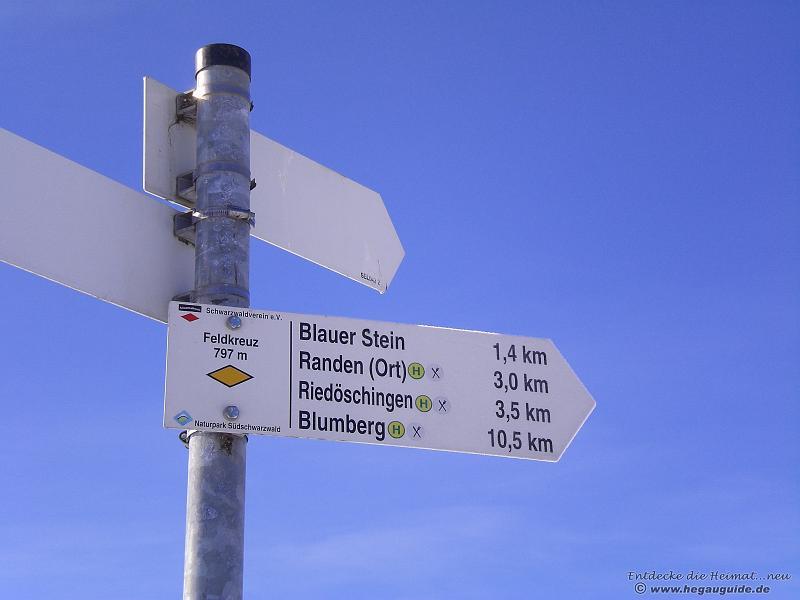 Schwarzwaldverein e.V.
Feldkreuz
797 m
Naturpark Südschwarzwald
Blauer Stein 1,4 km
Randen (Ort) H 3,0 km
Riedöschingen H 3,5 km
Blumberg H 10,5 km
Entdecke die Heimat...neu
© www.hegauguide.de